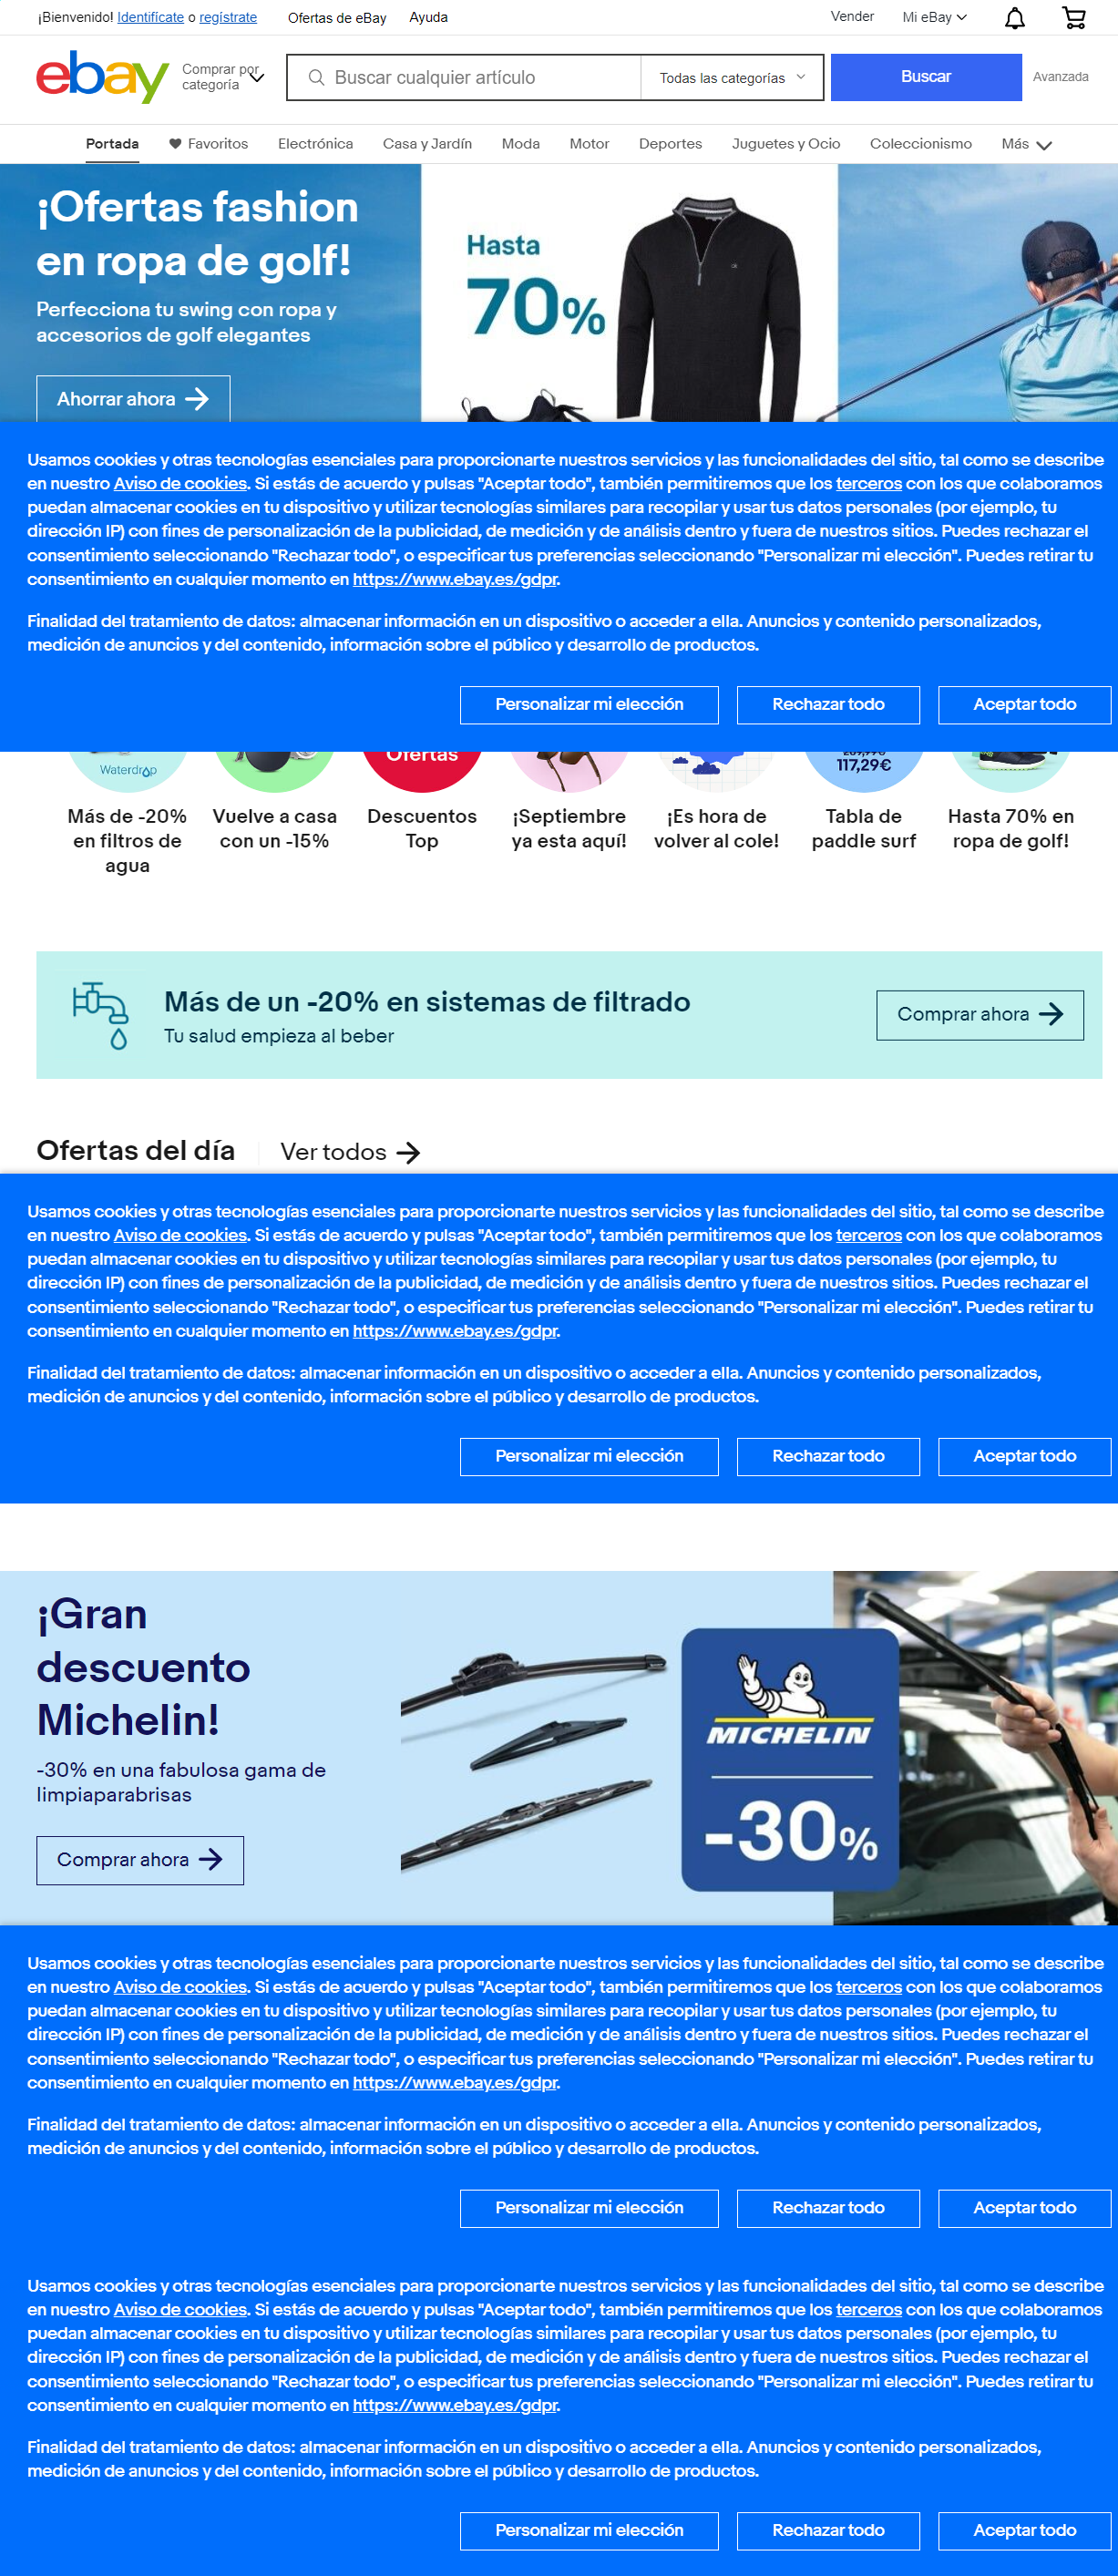 ¡Bienvenido! Identifícate o regístrate Ofertas de eBay Ayuda Vender Mi eBay
ebay Comprar por categoría Buscar cualquier artículo Todas las categorías Buscar Avanzada
Portada Favoritos Electrónica Casa y Jardín Moda Motor Deportes Juguetes y Ocio Coleccionismo Más
¡Ofertas fashion
en ropa de golf!
Perfecciona tu swing con ropa y
accesorios de golf elegantes
Ahorrar ahora
Hasta
70%
Usamos cookies y otras tecnologías esenciales para proporcionarte nuestros servicios y las funcionalidades del sitio, tal como se describe
en nuestro Aviso de cookies. Si estás de acuerdo y pulsas "Aceptar todo", también permitiremos que los terceros con los que colaboramos
puedan almacenar cookies en tu dispositivo y utilizar tecnologías similares para recopilar y usar tus datos personales (por ejemplo, tu
dirección IP) con fines de personalización de la publicidad, de medición y de análisis dentro y fuera de nuestros sitios. Puedes rechazar el
consentimiento seleccionando "Rechazar todo", o especificar tus preferencias seleccionando "Personalizar mi elección". Puedes retirar tu
consentimiento en cualquier momento en https://www.ebay.es/gdpr.
Finalidad del tratamiento de datos: almacenar información en un dispositivo o acceder a ella. Anuncios y contenido personalizados,
medición de anuncios y del contenido, información sobre el público y desarrollo de productos.
Personalizar mi elección Rechazar todo Aceptar todo
Waterdrop
Ofertas
117,29€
Más de -20%
en filtros de
agua
Vuelve a casa
con un -15%
Descuentos
Top
¡Septiembre
ya esta aquí!
¡Es hora de
volver al cole!
Tabla de
paddle surf
Hasta 70% en
ropa de golf!
Más de un -20% en sistemas de filtrado
Tu salud empieza al beber
Comprar ahora
Ofertas del día Ver todos
Usamos cookies y otras tecnologías esenciales para proporcionarte nuestros servicios y las funcionalidades del sitio, tal como se describe
en nuestro Aviso de cookies. Si estás de acuerdo y pulsas "Aceptar todo", también permitiremos que los terceros con los que colaboramos
puedan almacenar cookies en tu dispositivo y utilizar tecnologías similares para recopilar y usar tus datos personales (por ejemplo, tu
dirección IP) con fines de personalización de la publicidad, de medición y de análisis dentro y fuera de nuestros sitios. Puedes rechazar el
consentimiento seleccionando "Rechazar todo", o especificar tus preferencias seleccionando "Personalizar mi elección". Puedes retirar tu
consentimiento en cualquier momento en https://www.ebay.es/gdpr.
Finalidad del tratamiento de datos: almacenar información en un dispositivo o acceder a ella. Anuncios y contenido personalizados,
medición de anuncios y del contenido, información sobre el público y desarrollo de productos.
Personalizar mi elección Rechazar todo Aceptar todo
¡Gran
descuento
Michelin!
-30% en una fabulosa gama de
limpiaparabrisas
Comprar ahora
MICHELIN
-30%
Usamos cookies y otras tecnologías esenciales para proporcionarte nuestros servicios y las funcionalidades del sitio, tal como se describe
en nuestro Aviso de cookies. Si estás de acuerdo y pulsas "Aceptar todo", también permitiremos que los terceros con los que colaboramos
puedan almacenar cookies en tu dispositivo y utilizar tecnologías similares para recopilar y usar tus datos personales (por ejemplo, tu
dirección IP) con fines de personalización de la publicidad, de medición y de análisis dentro y fuera de nuestros sitios. Puedes rechazar el
consentimiento seleccionando "Rechazar todo", o especificar tus preferencias seleccionando "Personalizar mi elección". Puedes retirar tu
consentimiento en cualquier momento en https://www.ebay.es/gdpr.
Finalidad del tratamiento de datos: almacenar información en un dispositivo o acceder a ella. Anuncios y contenido personalizados,
medición de anuncios y del contenido, información sobre el público y desarrollo de productos.
Personalizar mi elección Rechazar todo Aceptar todo
Usamos cookies y otras tecnologías esenciales para proporcionarte nuestros servicios y las funcionalidades del sitio, tal como se describe
en nuestro Aviso de cookies. Si estás de acuerdo y pulsas "Aceptar todo", también permitiremos que los terceros con los que colaboramos
puedan almacenar cookies en tu dispositivo y utilizar tecnologías similares para recopilar y usar tus datos personales (por ejemplo, tu
dirección IP) con fines de personalización de la publicidad, de medición y de análisis dentro y fuera de nuestros sitios. Puedes rechazar el
consentimiento seleccionando "Rechazar todo", o especificar tus preferencias seleccionando "Personalizar mi elección". Puedes retirar tu
consentimiento en cualquier momento en https://www.ebay.es/gdpr.
Finalidad del tratamiento de datos: almacenar información en un dispositivo o acceder a ella. Anuncios y contenido personalizados,
medición de anuncios y del contenido, información sobre el público y desarrollo de productos.
Personalizar mi elección Rechazar todo Aceptar todo